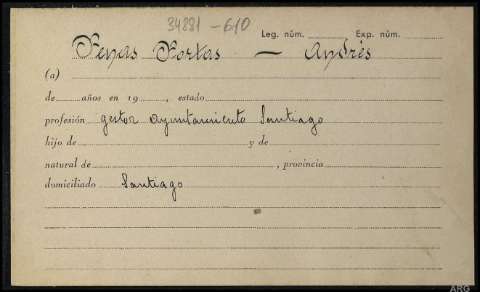 34881-610
Leg. núm. Exp. núm.
Penas Portas — Andrés
(a)
de años en 19 , estado
profesión gestor ayuntamiento Santiago
hijo de y de
natural de , provincia
domiciliado Santiago
ARG